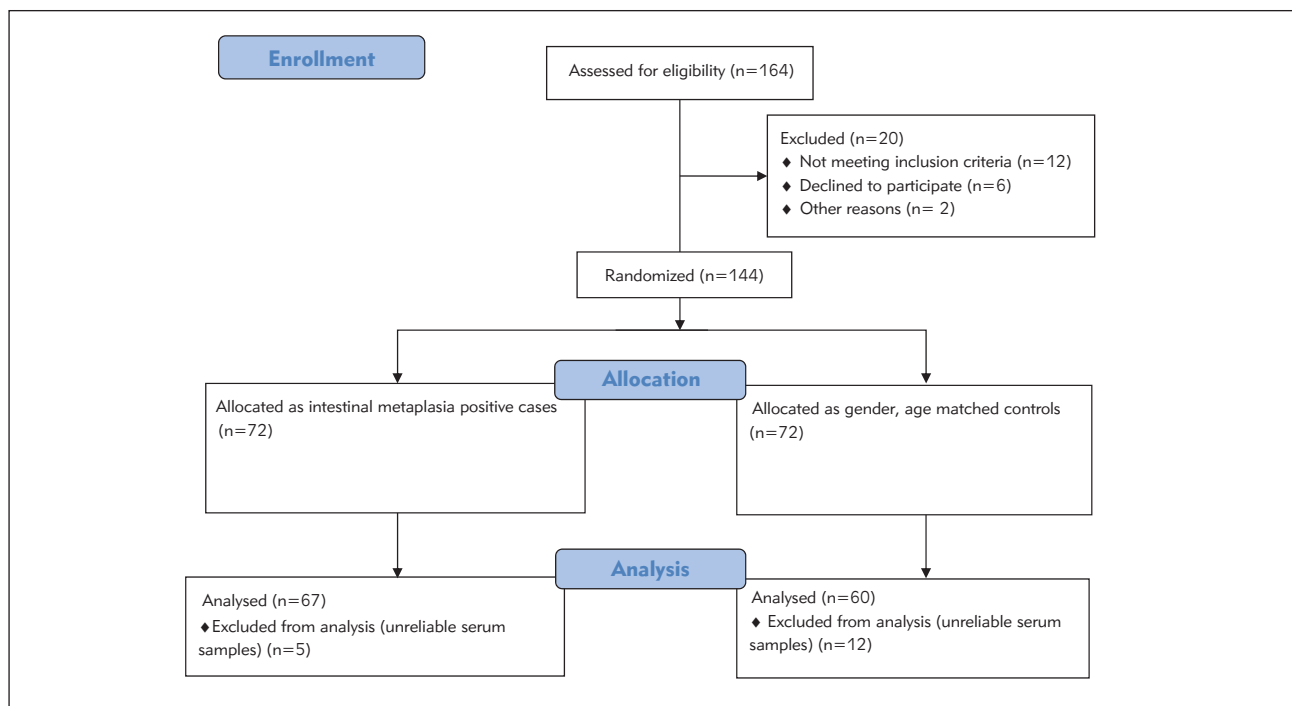 Enrollment
Assessed for eligibility (n=164)
Excluded (n=20)
♦ Not meeting inclusion criteria (n=12)
♦ Declined to participate (n=6)
♦ Other reasons (n= 2)
Randomized (n=144)
Allocation
Allocated as intestinal metaplasia positive cases
(n=72)
Allocated as gender, age matched controls
(n=72)
Analysis
Analysed (n=67)
♦Excluded from analysis (unreliable serum
samples) (n=5)
Analysed (n=60)
♦ Excluded from analysis (unreliable serum
samples) (n=12)